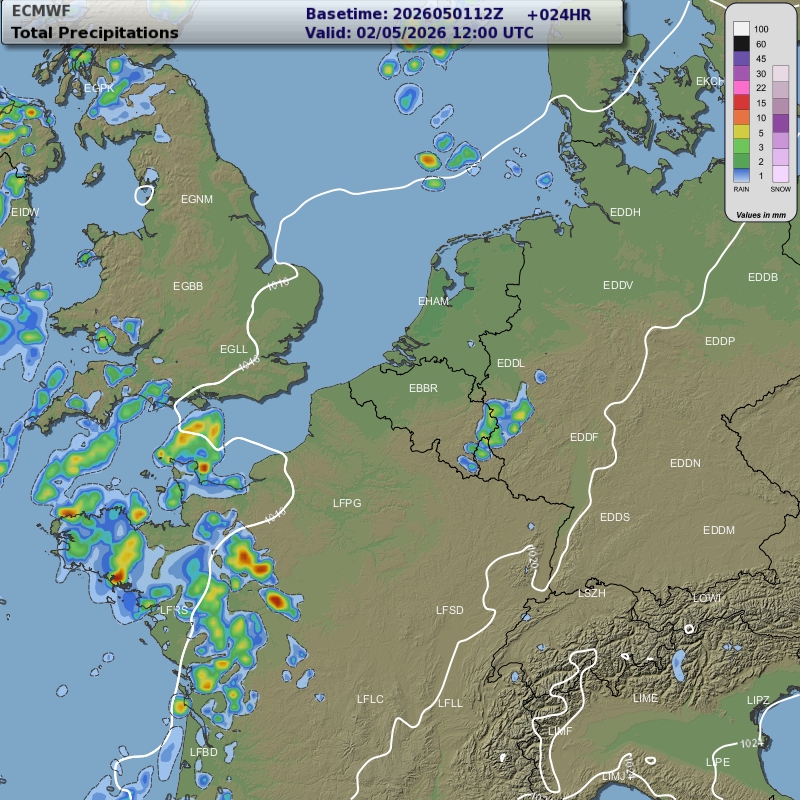 ECMWF
Basetime: 2026050112Z +024HR
Total Precipitations
Valid: 02/05/2026 12:00 UTC
100
60
45
30
22
15
10
5
3
2
1
RAIN SNOW
Values in mm
EGPK
EKCH
EIDW
EGNM
EDDH
EGBB
EDDV
EDDB
EHAM
1016
EDDP
EGLL
1016
EDDL
EBBR
EDDF
EDDN
LFPG
1016
EDDS
EDDM
1020
LSZH
LOWI
LFRS
LFSD
LFLC
LFLL
LIME
LIPZ
LIMF
LFBD
1024
LIPE
1024
LIMJ